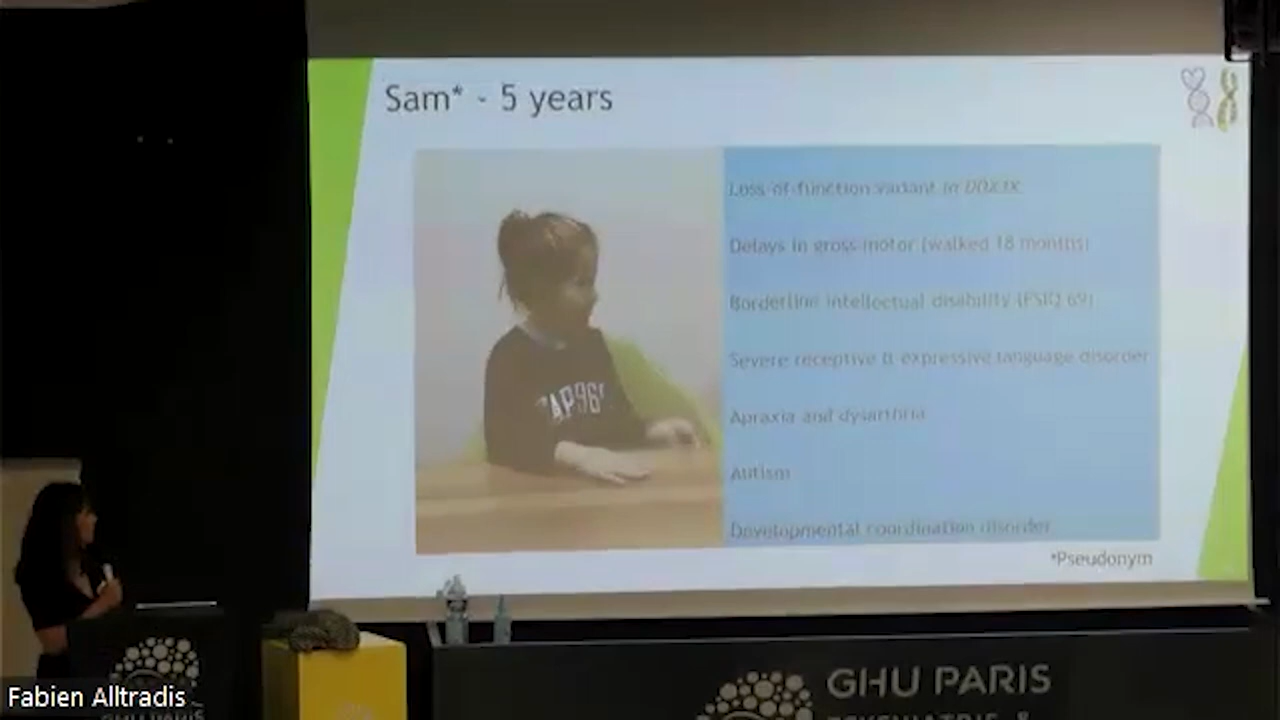 Sam* - 5 years
Loss-of-function variant in DDX3X
Delays in gross motor (walked 18 months)
Borderline intellectual disability (FSIQ 69)
Severe receptive & expressive language disorder
Apraxia and dysarthria
Autism
Developmental coordination disorder
*Pseudonym
GHU PARIS
GHU PARIS
Fabien Alltradis